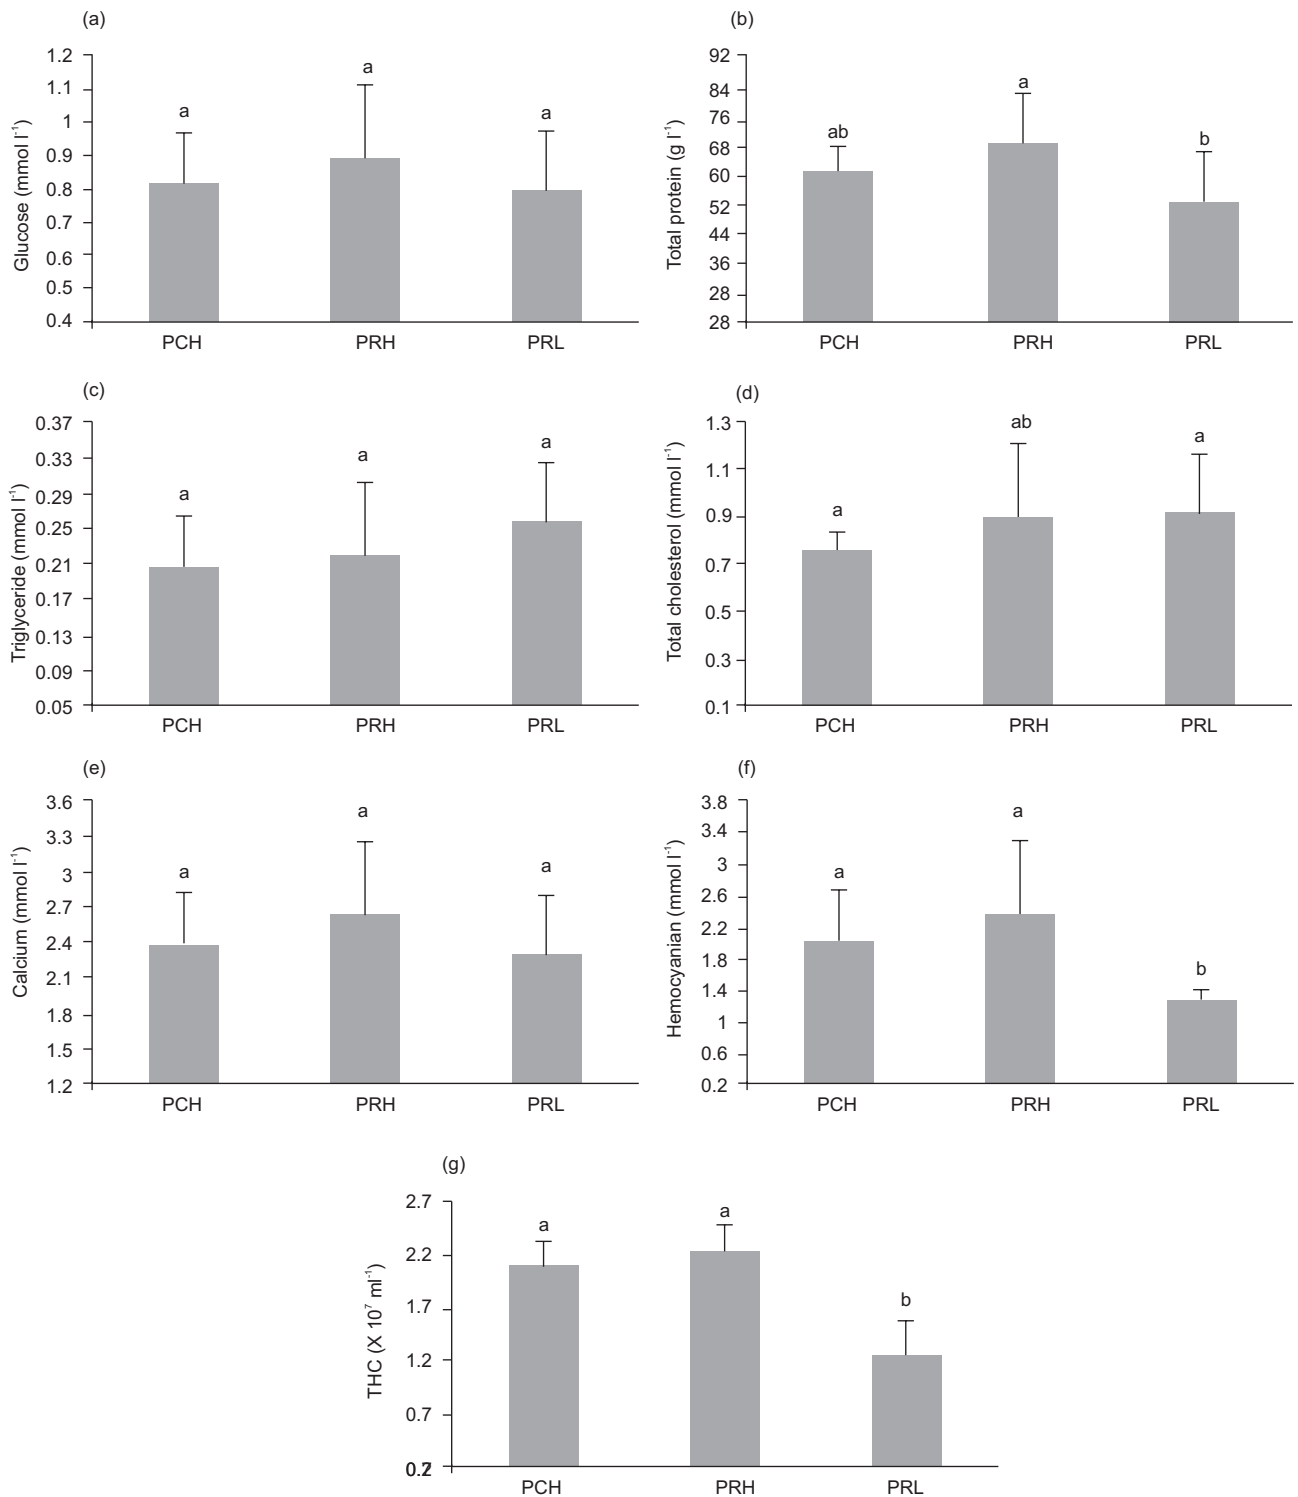 (a)
Glucose (mmol l⁻¹)
1.2
1.1
1
0.9
0.8
0.7
0.6
0.5
0.4
a
a
a
PCH PRH PRL
(b)
Total protein (g l⁻¹)
92
84
76
68
60
52
44
36
28
28
ab
a
b
PCH PRH PRL
(c)
Triglyceride (mmol l⁻¹)
0.37
0.33
0.29
0.25
0.21
0.17
0.13
0.09
0.05
a
a
a
PCH PRH PRL
(d)
Total cholesterol (mmol l⁻¹)
1.3
1.1
0.9
0.7
0.5
0.3
0.1
a
ab
a
PCH PRH PRL
(e)
Calcium (mmol l⁻¹)
3.6
3.3
3
2.7
2.4
2.1
1.8
1.5
1.2
a
a
a
PCH PRH PRL
(f)
Hemocyanian (mmol l⁻¹)
3.8
3.4
3
2.6
2.2
1.8
1.4
1
0.6
0.2
a
a
b
PCH PRH PRL
(g)
THC (X 10⁷ ml⁻¹)
2.7
2.2
1.7
1.2
0.7
0.2
a
a
b
PCH PRH PRL